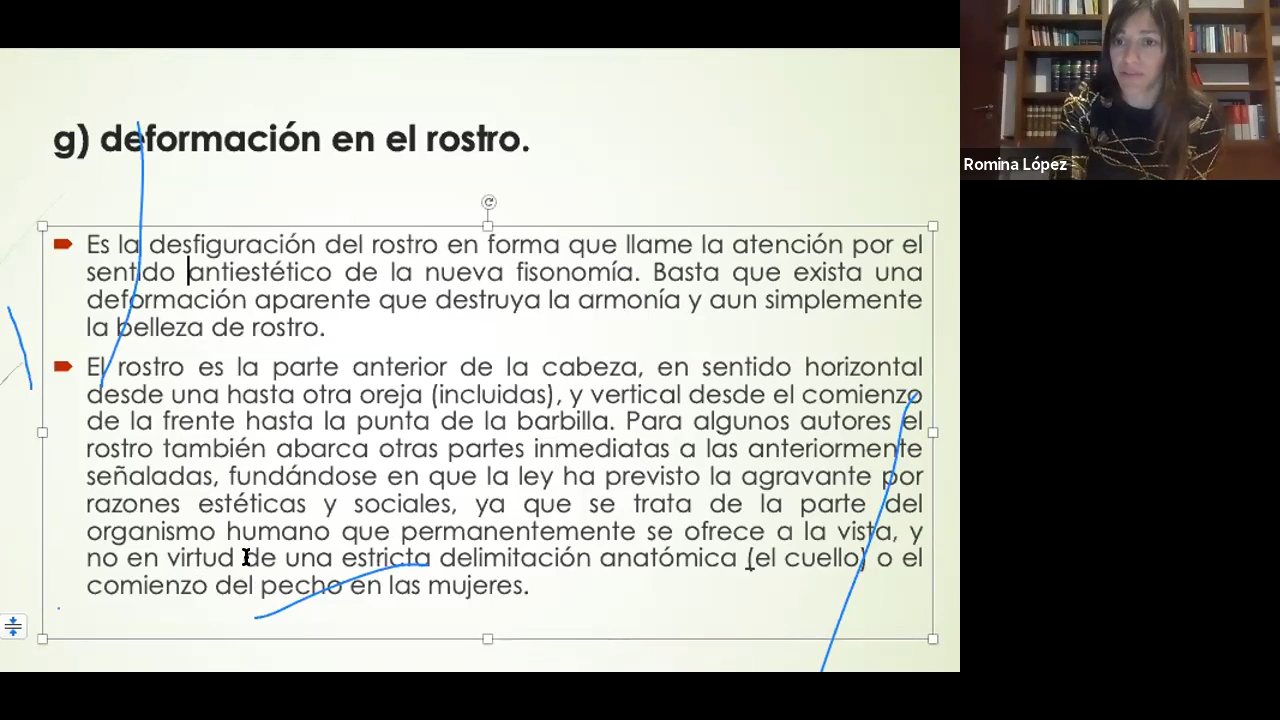 g) deformación en el rostro.
Es la desfiguración del rostro en forma que llame la atención por el
sentido antiestético de la nueva fisonomía. Basta que exista una
deformación aparente que destruya la armonía y aun simplemente
la belleza de rostro.
El rostro es la parte anterior de la cabeza, en sentido horizontal
desde una hasta otra oreja (incluidas), y vertical desde el comienzo
de la frente hasta la punta de la barbilla. Para algunos autores el
rostro también abarca otras partes inmediatas a las anteriormente
señaladas, fundándose en que la ley ha previsto la agravante por
razones estéticas y sociales, ya que se trata de la parte del
organismo humano que permanentemente se ofrece a la vista, y
no en virtud de una estricta delimitación anatómica (el cuello) o el
comienzo del pecho en las mujeres.
Romina López